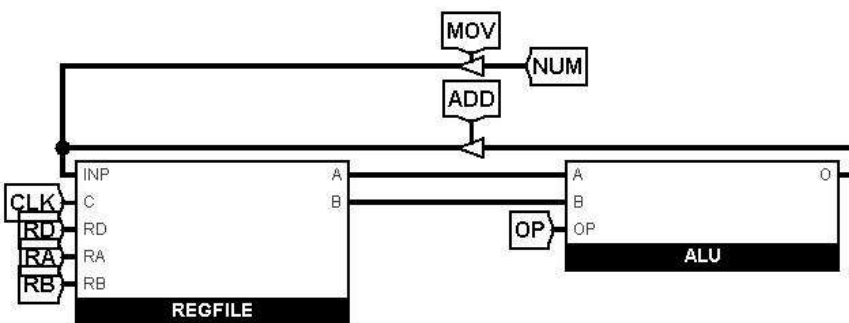 MOV
NUM
ADD
INP A A O
CLK C B B
RD RD OP OP
RA RA ALU
RB RB
REGFILE